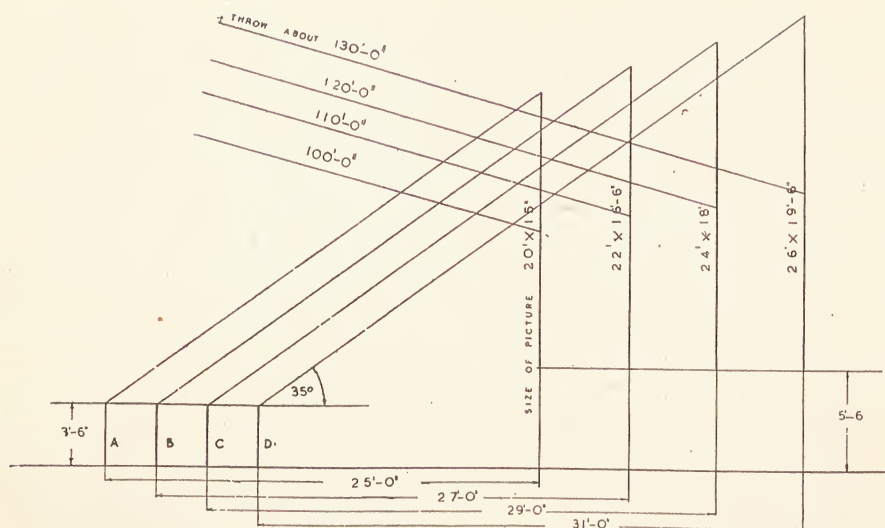 THROW ABOUT 130'-0"
120'-0"
110'-0"
100'-0"
SIZE OF PICTURE 20' X 15'
22' X 16'-6"
24' X 18'
26' X 19'-6"
35°
3'-6"
A
B
C
D.
5'-6
25'-0"
27'-0"
29'-0"
31'-0"